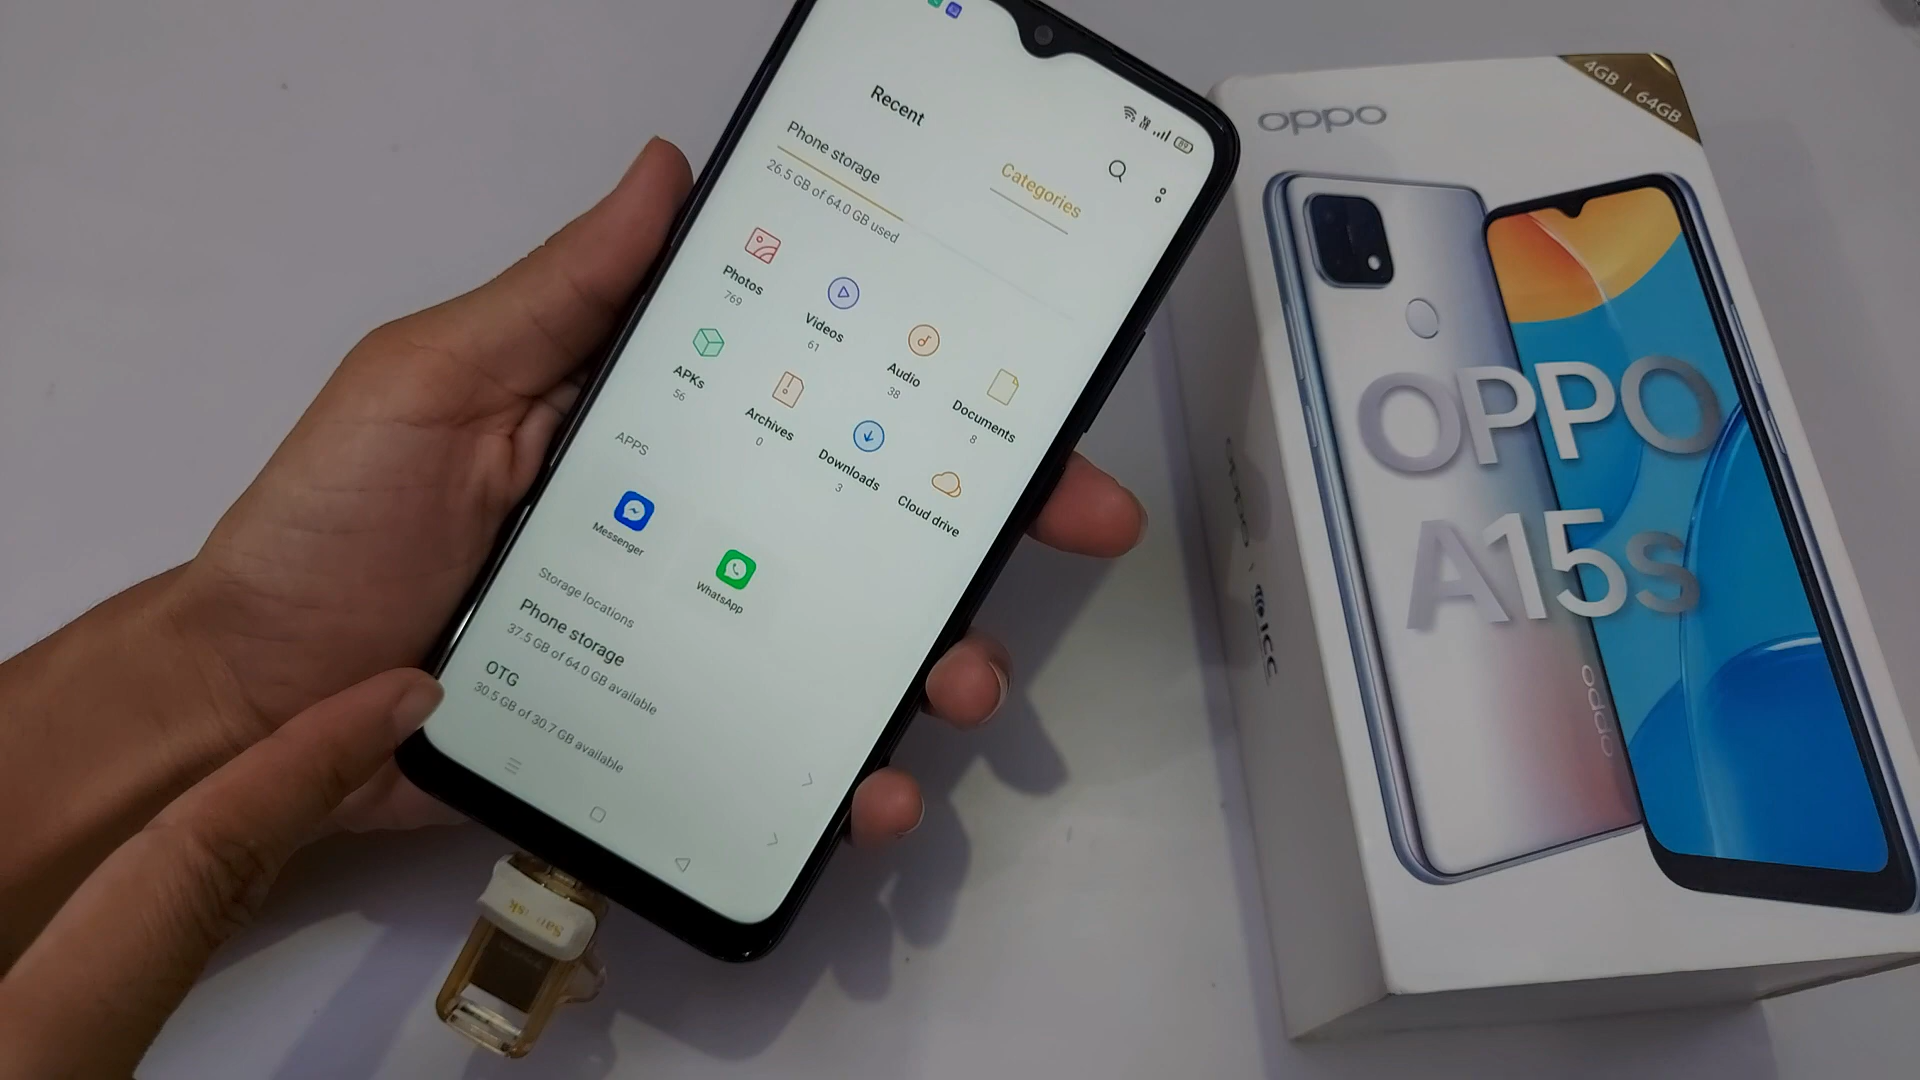 Recent
Categories
Phone storage
26.5 GB of 64.0 GB used
Photos
769
Videos
61
Audio
38
Documents
8
APKs
56
Archives
0
Downloads
3
Cloud drive
APPS
Messenger
WhatsApp
Storage locations
Phone storage
37.5 GB of 64.0 GB available
OTG
30.5 GB of 30.7 GB available
89
oppo
4GB | 64GB
OPPO
A15s
oppo
oppo
ICC